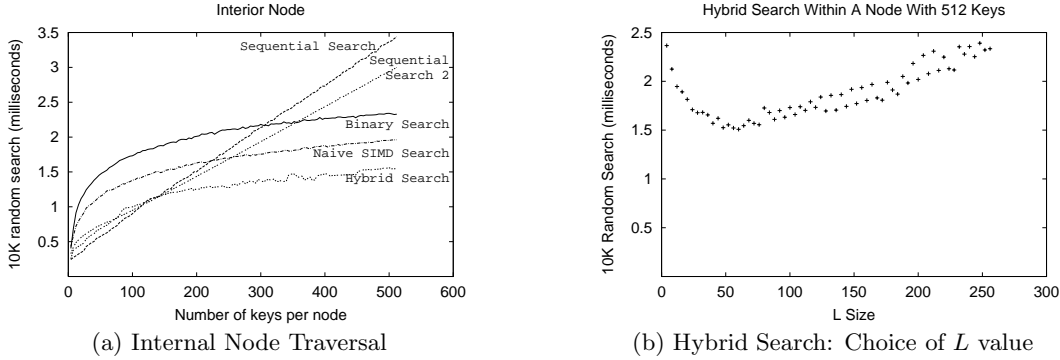 Interior Node
3.5
3
2.5
2
1.5
1
0.5
0 100 200 300 400 500 600
10K random search (milliseconds)
Number of keys per node
Sequential Search
Sequential
Search 2
Binary Search
Naive SIMD Search
Hybrid Search
(a) Internal Node Traversal
Hybrid Search Within A Node With 512 Keys
2.5
2
1.5
1
0.5
0 50 100 150 200 250 300
10K Random Search (milliseconds)
L Size
(b) Hybrid Search: Choice of L value